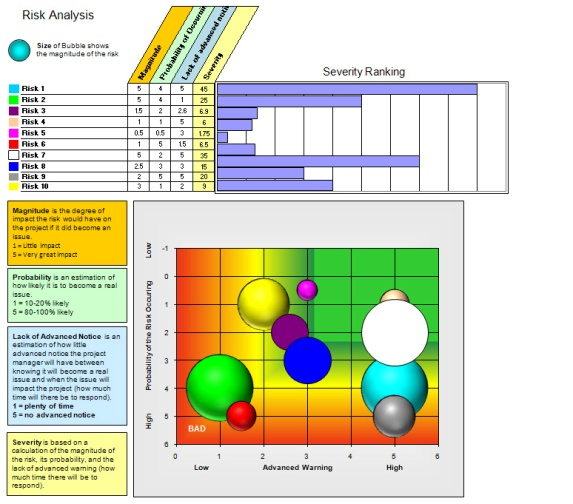 Risk Analysis
Size of Bubble shows
the magnitude of the risk
Magnitude
Probability of Occurring
Lack of advanced notice
Severity
Severity Ranking
Risk 1 5 4 5 45
Risk 2 5 4 1 25
Risk 3 1.5 2 2.6 6.9
Risk 4 1 1 5 6
Risk 5 0.5 0.5 3 1.75
Risk 6 1 5 1.5 6.5
Risk 7 5 2 5 35
Risk 8 2.5 3 3 15
Risk 9 2 5 5 20
Risk 10 3 1 2 9
Magnitude is the degree of
impact the risk would have on
the project if it did become an
issue.
1 = Little impact
5 = Very great impact
Probability is an estimation of
how likely it is to become a real
issue.
1 = 10-20% likely
5 = 80-100% likely
Lack of Advanced Notice is an
estimation of how little
advanced notice the project
manager will have between
knowing it will become a real
issue and when the issue will
impact the project (how much
time will there be to respond).
1 = plenty of time
5 = no advanced notice
Severity is based on a
calculation of the magnitude of
the risk, its probability, and the
lack of advanced warning (how
much time there will be to
respond).
Probability of the Risk Occuring
Low
High
-1
0
1
2
3
4
5
6
BAD
0 1 2 3 4 5 6
Low Advanced Warning High